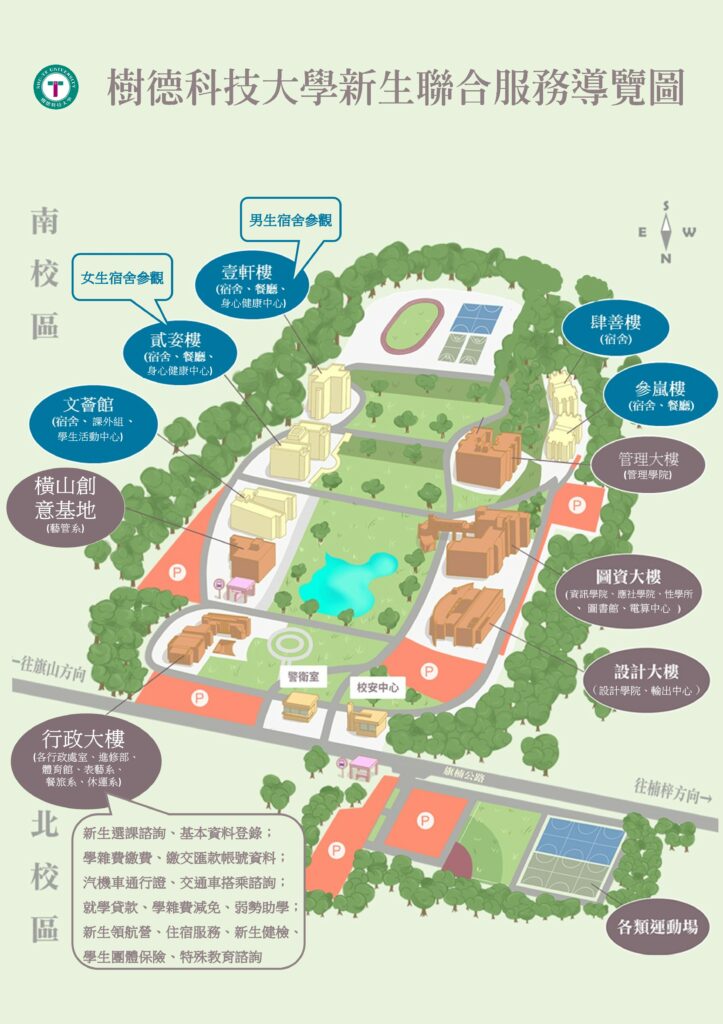 樹德科技大學新生聯合服務導覽圖
SHU-TE UNIVERSITY
樹德科技大學
南校區
S
E
W
N
男生宿舍參觀
女生宿舍參觀
壹軒樓
(宿舍、餐廳、
身心健康中心)
貳姿樓
(宿舍、餐廳、
身心健康中心)
肆善樓
(宿舍)
參嵐樓
(宿舍、餐廳)
文薈館
(宿舍、課外組、
學生活動中心)
管理大樓
(管理學院)
橫山創
意基地
(藝管系)
P
P
圖資大樓
(資訊學院、應社學院、性學所
、圖書館、電算中心)
設計大樓
(設計學院、輸出中心)
P
P
警衛室
校安中心
←往旗山方向
行政大樓
(各行政處室、進修部、
體育館、表藝系、
餐旅系、休運系)
旗楠公路
往楠梓方向→
北校區
新生選課諮詢、基本資料登錄；
學雜費繳費、繳交匯款帳號資料；
汽機車通行證、交通車搭乘諮詢；
就學貸款、學雜費減免、弱勢助學；
新生領航營、住宿服務、新生健檢、
學生團體保險、特殊教育諮詢
P
P
各類運動場